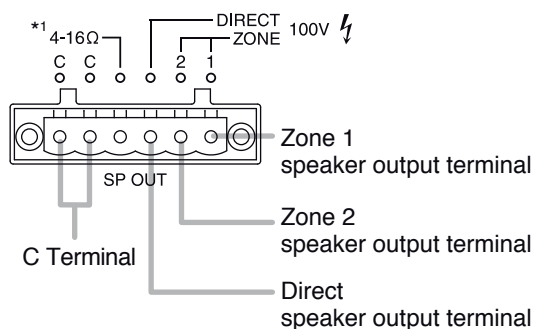 DIRECT
ZONE
100V
*1
4-16Ω
C C 2 1
SP OUT
Zone 1
speaker output terminal
Zone 2
speaker output terminal
C Terminal
Direct
speaker output terminal